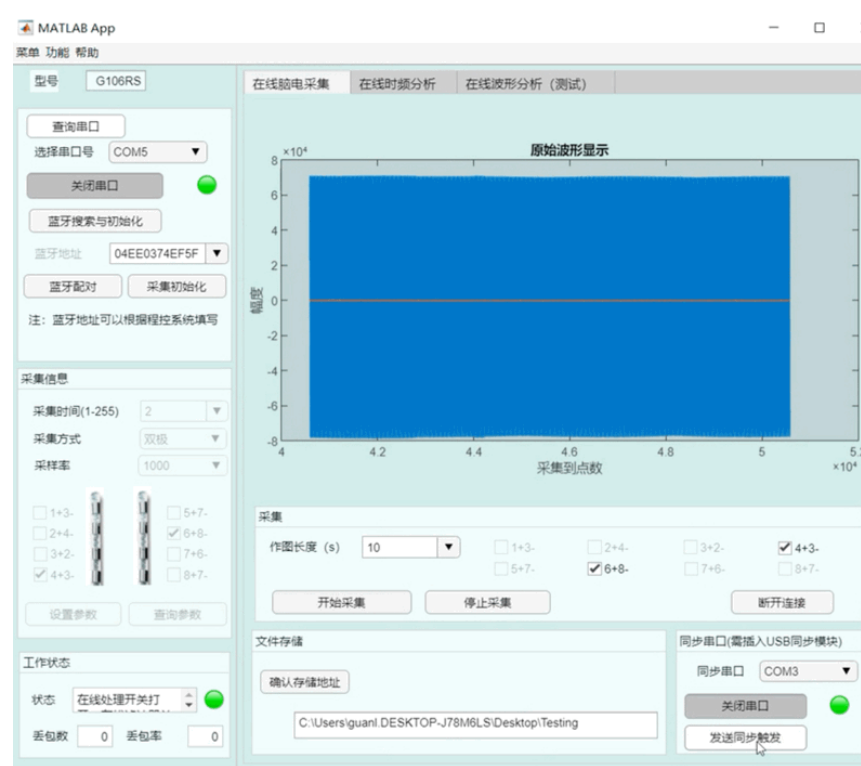 MATLAB App
菜单 功能 帮助
型号 G106RS
查询串口
选择串口号 COM5
关闭串口
蓝牙搜索与初始化
蓝牙地址 04EE0374EF5F
蓝牙配对 采集初始化
注：蓝牙地址可以根据程控系统填写
采集信息
采集时间(1-255) 2
采集方式 双极
采样率 1000
1+3- 5+7-
2+4- 6+8-
3+2- 7+6-
4+3- 8+7-
设置参数 查询参数
工作状态
状态 在线处理开关打
丢包数 0 丢包率 0
在线脑电采集 在线时频分析 在线波形分析（测试）
原始波形显示
×10⁴
8
6
4
2
0
-2
-4
-6
-8
幅度
4 4.2 4.4 4.6 4.8 5 5.
采集到点数 ×10⁴
采集
作图长度（s） 10 1+3- 2+4- 3+2- 4+3-
5+7- 6+8- 7+6- 8+7-
开始采集 停止采集 断开连接
文件存储
确认存储地址
C:\Users\guanl.DESKTOP-J78M6LS\Desktop\Testing
同步串口(需插入USB同步模块)
同步串口 COM3
关闭串口
发送同步触发